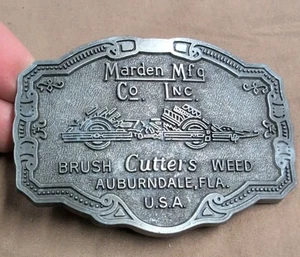 Marden Mfg
Co. Inc.
BRUSH Cutters WEED
AUBURNDALE, FLA.
U.S.A.